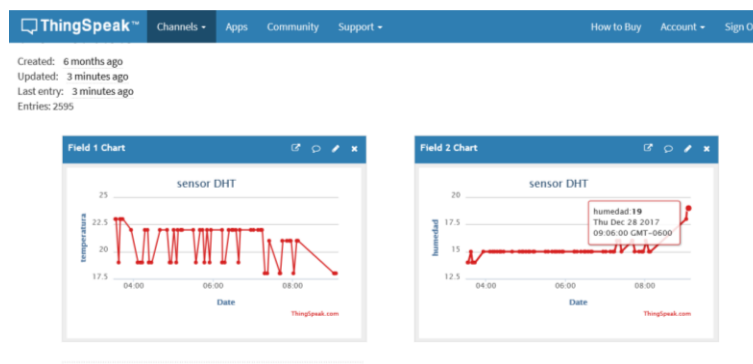 ThingSpeak™ Channels Apps Community Support How to Buy Account Sign O
Created: 6 months ago
Updated: 3 minutes ago
Last entry: 3 minutes ago
Entries: 2595
Field 1 Chart
sensor DHT
temperatura
25
22.5
20
17.5
04:00 06:00 08:00
Date
ThingSpeak.com
Field 2 Chart
sensor DHT
humedad
20
17.5
15
12.5
humedad:19
Thu Dec 28 2017
09:06:00 GMT-0600
04:00 06:00 08:00
Date
ThingSpeak.com